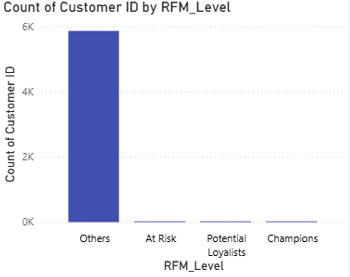 Count of Customer ID by RFM_Level
Count of Customer ID
6K
4K
2K
0K
Others
At Risk
Potential
Loyalists
Champions
RFM_Level